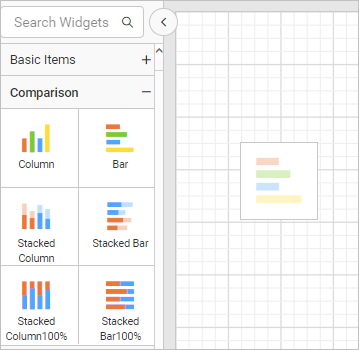 Search Widgets
Basic Items
Comparison
Column
Bar
Stacked
Column
Stacked Bar
Stacked
Column100%
Stacked
Bar100%